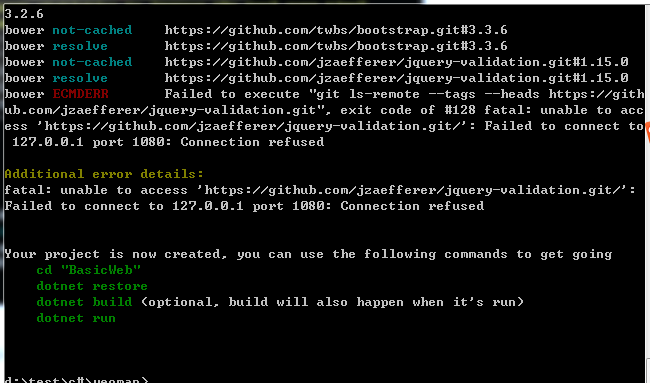 3.2.6
bower not-cached    https://github.com/twbs/bootstrap.git#3.3.6
bower resolve       https://github.com/twbs/bootstrap.git#3.3.6
bower not-cached    https://github.com/jzaefferer/jquery-validation.git#1.15.0
bower resolve       https://github.com/jzaefferer/jquery-validation.git#1.15.0
bower ECMDERR       Failed to execute "git ls-remote --tags --heads https://gith
ub.com/jzaefferer/jquery-validation.git", exit code of #128 fatal: unable to acc
ess 'https://github.com/jzaefferer/jquery-validation.git/': Failed to connect to
 127.0.0.1 port 1080: Connection refused
Additional error details:
fatal: unable to access 'https://github.com/jzaefferer/jquery-validation.git/':
Failed to connect to 127.0.0.1 port 1080: Connection refused
Your project is now created, you can use the following commands to get going
    cd "BasicWeb"
    dotnet restore
    dotnet build (optional, build will also happen when it's run)
    dotnet run
d:\test\c#\yeoman>